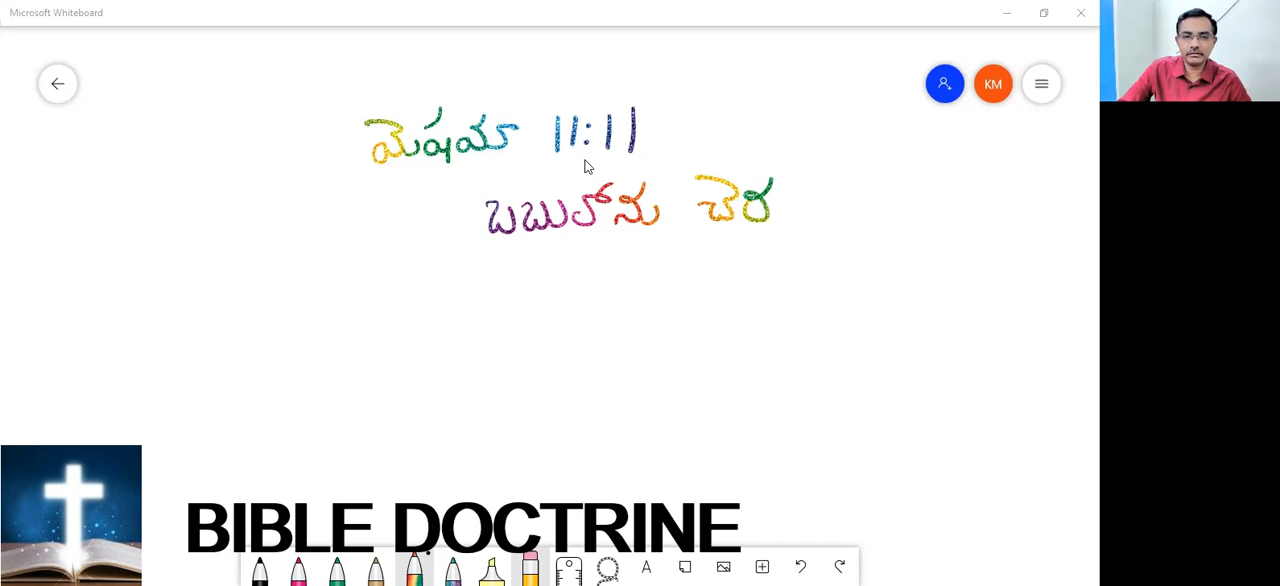 Microsoft Whiteboard
KM
యెషయా 11:11
బబులోను చెర
BIBLE DOCTRINE
A